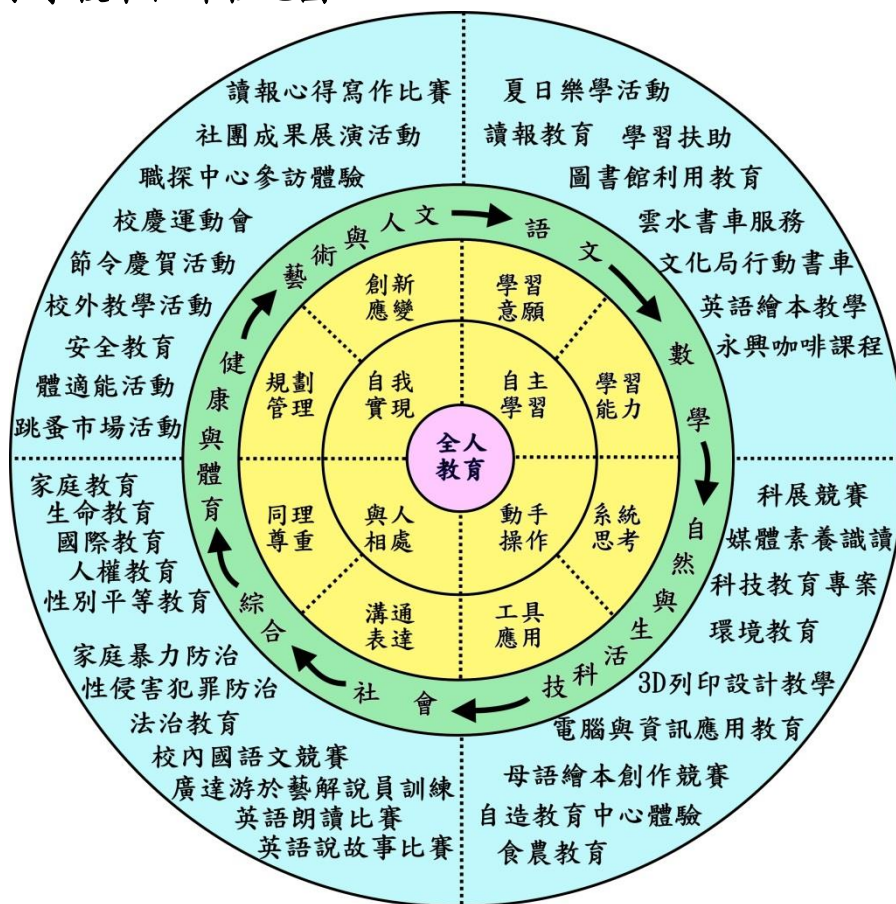 讀報心得寫作比賽
社團成果展演活動
職探中心參訪體驗
校慶運動會
節令慶賀活動
校外教學活動
安全教育
體適能活動
跳蚤市場活動
夏日樂學活動
讀報教育 學習扶助
圖書館利用教育
雲水書車服務
文化局行動書車
英語繪本教學
永興咖啡課程
藝術與人文
語文
數學
自然與生活科技
社會
綜合
健康與體育
創新
應變
學習
意願
規劃
管理
自我
實現
自主
學習
學習
能力
全人
教育
同理
尊重
與人
相處
動手
操作
系統
思考
溝通
表達
工具
應用
家庭教育
生命教育
國際教育
人權教育
性別平等教育
家庭暴力防治
性侵害犯罪防治
法治教育
校內國語文競賽
廣達游於藝解說員訓練
英語朗讀比賽
英語說故事比賽
科展競賽
媒體素養識讀
科技教育專案
環境教育
3D列印設計教學
電腦與資訊應用教育
母語繪本創作競賽
自造教育中心體驗
食農教育